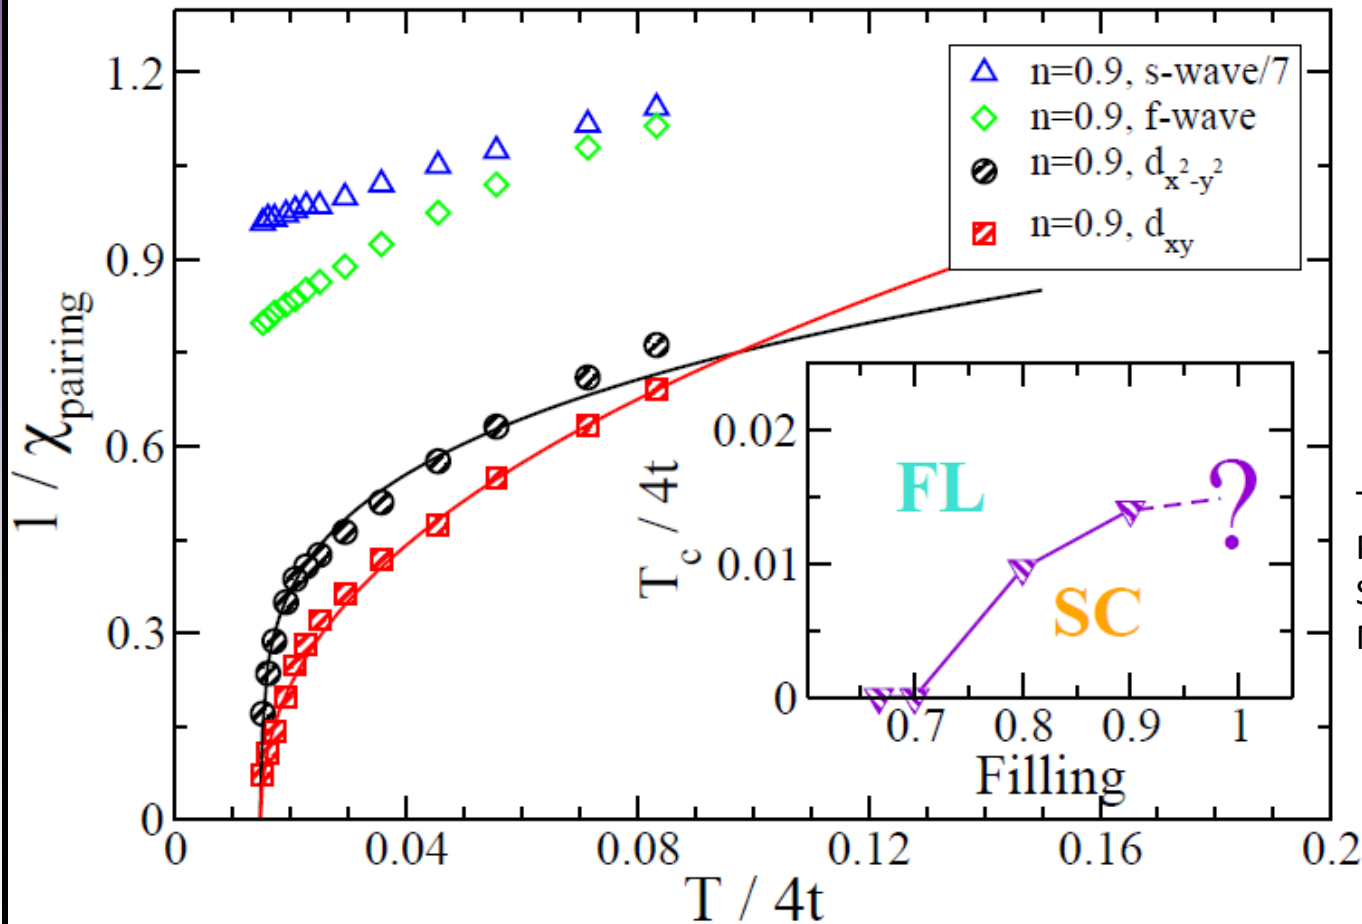 1.2
0.9
0.6
0.3
0
1 / χpairing
n=0.9, s-wave/7
n=0.9, f-wave
n=0.9, dx²-y²
n=0.9, dxy
0.02
0.01
0
Tc / 4t
FL
SC
?
0.7 0.8 0.9 1
Filling
0 0.04 0.08 0.12 0.16 0.2
T / 4t